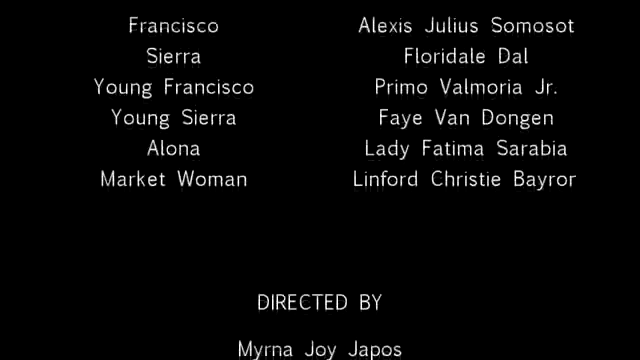 Francisco Alexis Julius Somosot
Sierra Floridale Dal
Young Francisco Primo Valmoria Jr.
Young Sierra Faye Van Dongen
Alona Lady Fatima Sarabia
Market Woman Linford Christie Bayror
DIRECTED BY
Myrna Joy Japos